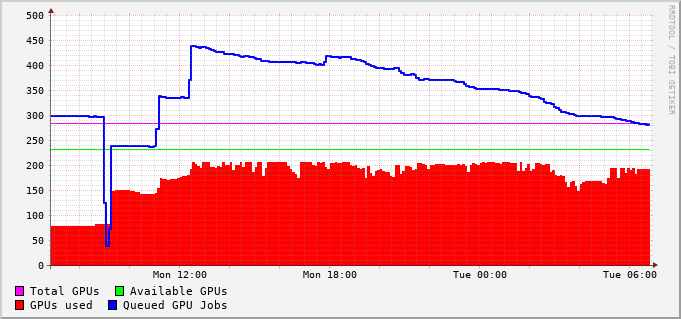 500
450
400
350
300
250
200
150
100
50
0
Mon 12:00 Mon 18:00 Tue 00:00 Tue 06:00
Total GPUs Available GPUs
GPUs used Queued GPU Jobs
RRDTOOL / TOBI OETIKER